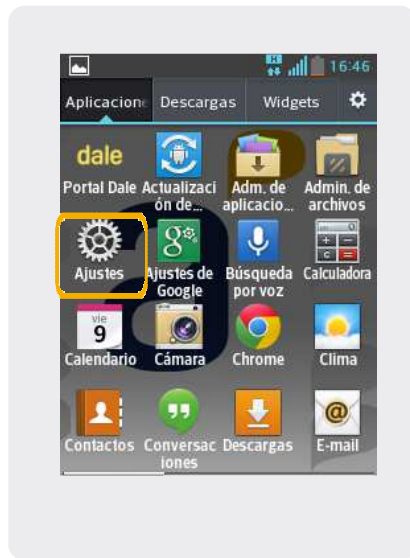 H 16:46
Aplicacion Descargas Widgets
dale
Portal Dale Actualizaci Adm. de Admin. de
ón de... aplicacio... archivos
g
Ajustes Ajustes de Búsqueda Calculadora
Google por voz
vie
9
Calendario Cámara Chrome Clima
@
Contactos Conversac Descargas E-mail
iones